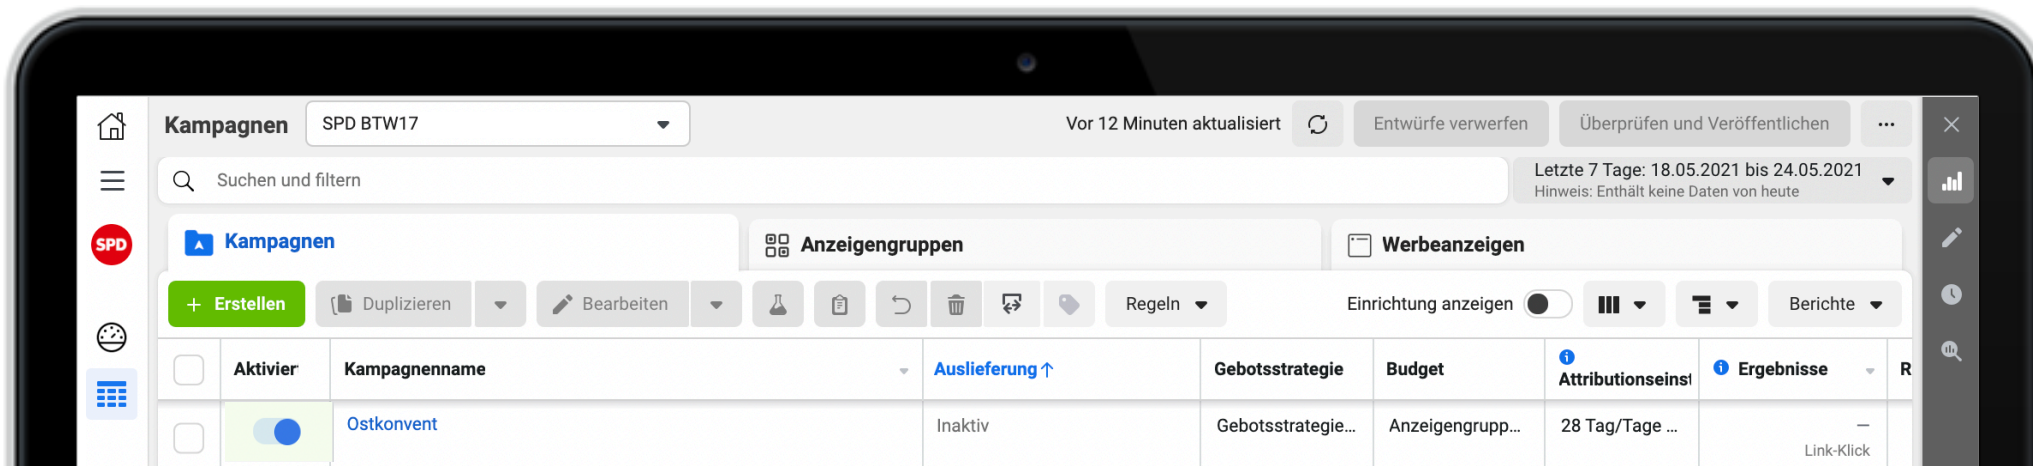 Kampagnen
SPD BTW17
Vor 12 Minuten aktualisiert
Entwürfe verwerfen
Überprüfen und Veröffentlichen
Suchen und filtern
Letzte 7 Tage: 18.05.2021 bis 24.05.2021
Hinweis: Enthält keine Daten von heute
SPD
Kampagnen
Anzeigengruppen
Werbeanzeigen
+ Erstellen
Duplizieren
Bearbeiten
Regeln
Einrichtung anzeigen
Berichte
Aktivier
Kampagnenname
Auslieferung↑
Gebotsstrategie
Budget
Attributionseinst
Ergebnisse
R
Ostkonvent
Inaktiv
Gebotsstrategie...
Anzeigengrupp...
28 Tag/Tage ...
—
Link-Klick